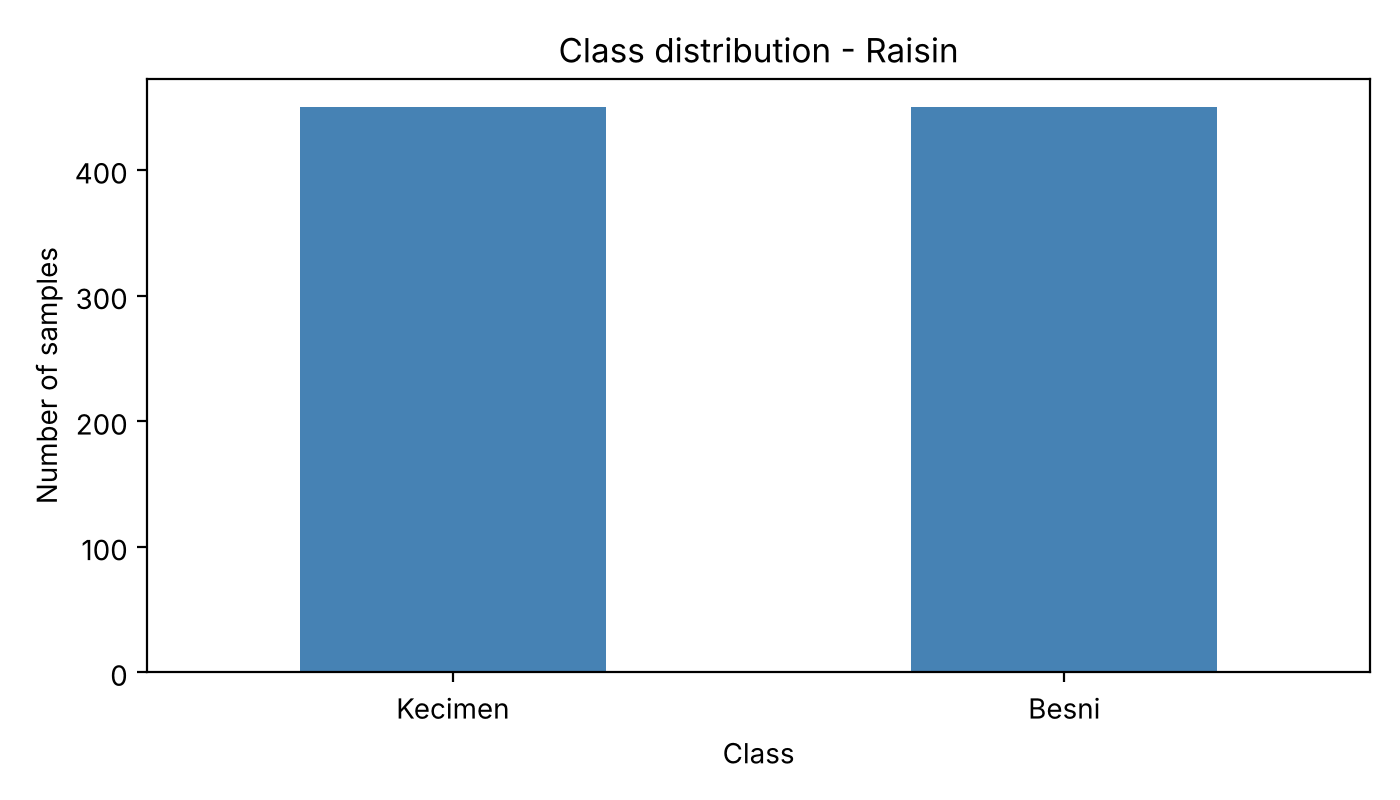 Class distribution - Raisin
Number of samples
400
300
200
100
0
Kecimen
Besni
Class